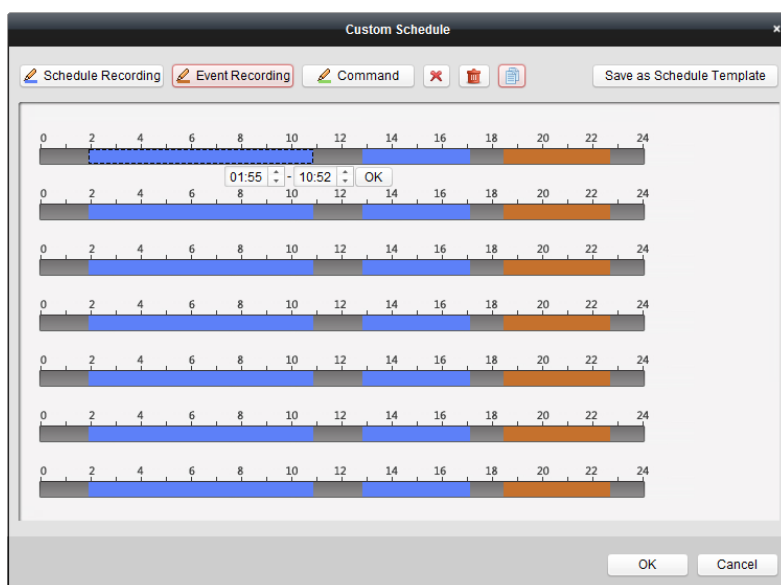 Custom Schedule ×
Schedule Recording Event Recording Command Save as Schedule Template
0 2 4 6 8 10 12 14 16 18 20 22 24
01:55 - 10:52 OK
0 2 4 6 8 10 12 14 16 18 20 22 24
0 2 4 6 8 10 12 14 16 18 20 22 24
0 2 4 6 8 10 12 14 16 18 20 22 24
0 2 4 6 8 10 12 14 16 18 20 22 24
0 2 4 6 8 10 12 14 16 18 20 22 24
0 2 4 6 8 10 12 14 16 18 20 22 24
OK Cancel